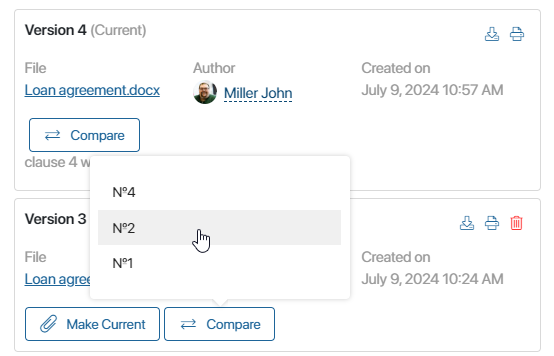 Version 4 (Current)
File Author Created on
Loan agreement.docx Miller John July 9, 2024 10:57 AM
Compare
clause 4 w
Nº4
Version 3
Nº2
File Created on
Nº1
Loan agree July 9, 2024 10:24 AM
Make Current Compare